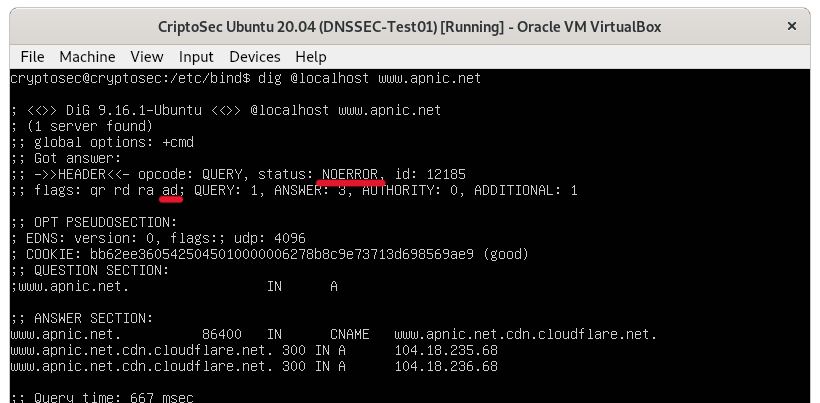 CriptoSec Ubuntu 20.04 (DNSSEC-Test01) [Running] - Oracle VM VirtualBox
File Machine View Input Devices Help
cryptosec@cryptosec:/etc/bind$ dig @localhost www.apnic.net
; <<>> DiG 9.16.1-Ubuntu <<>> @localhost www.apnic.net
; (1 server found)
;; global options: +cmd
;; Got answer:
;; ->>HEADER<<- opcode: QUERY, status: NOERROR, id: 12185
;; flags: qr rd ra ad; QUERY: 1, ANSWER: 3, AUTHORITY: 0, ADDITIONAL: 1
;; OPT PSEUDOSECTION:
; EDNS: version: 0, flags:; udp: 4096
; COOKIE: bb62ee3605425045010000006278b8c9e73713d698569ae9 (good)
;; QUESTION SECTION:
;www.apnic.net. IN A
;; ANSWER SECTION:
www.apnic.net. 86400 IN CNAME www.apnic.net.cdn.cloudflare.net.
www.apnic.net.cdn.cloudflare.net. 300 IN A 104.18.235.68
www.apnic.net.cdn.cloudflare.net. 300 IN A 104.18.236.68
;; Query time: 667 msec